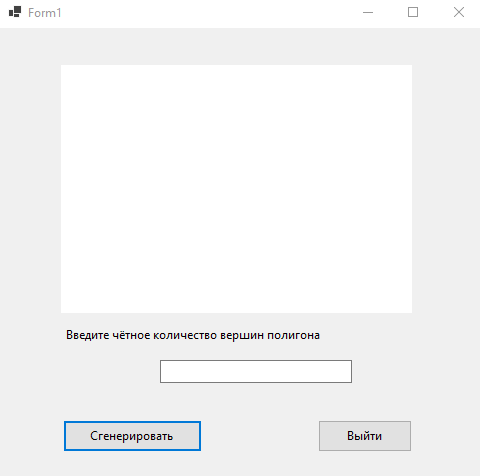 Form1
Введите чётное количество вершин полигона
Сгенерировать
Выйти